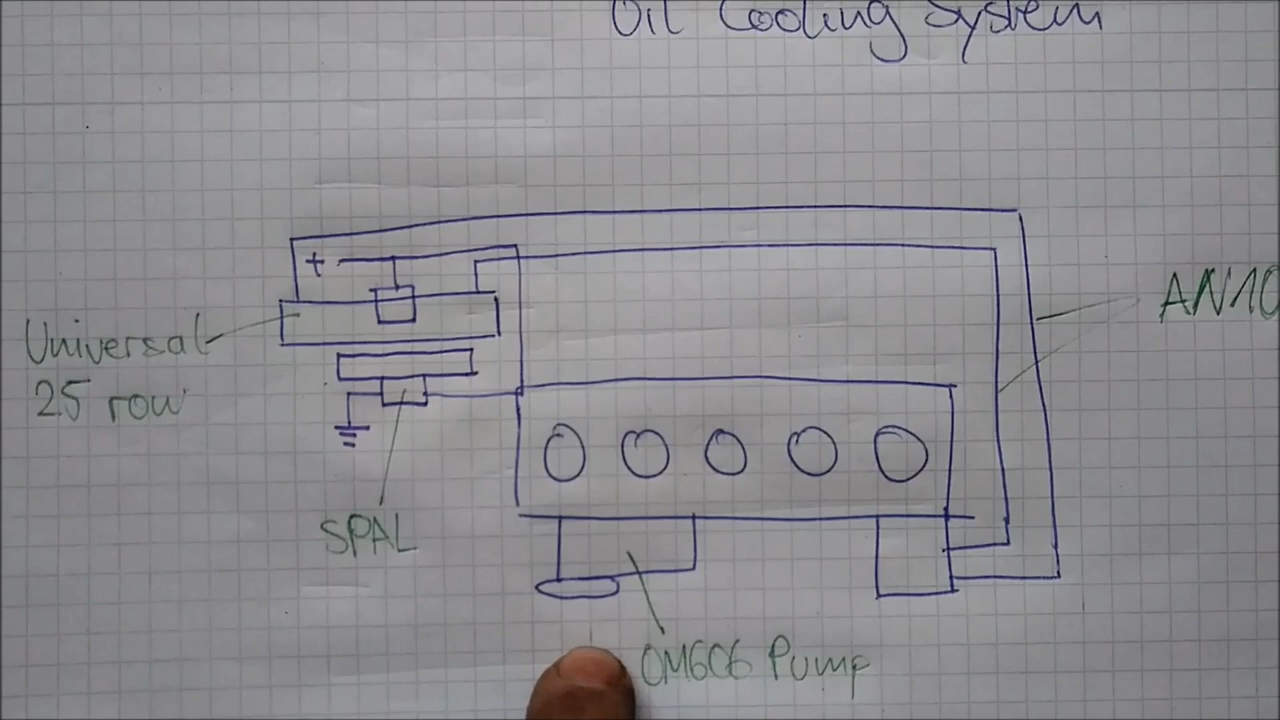 Oil Cooling System
+
AN10
Universal
25 row
SPAL
OM606 Pump